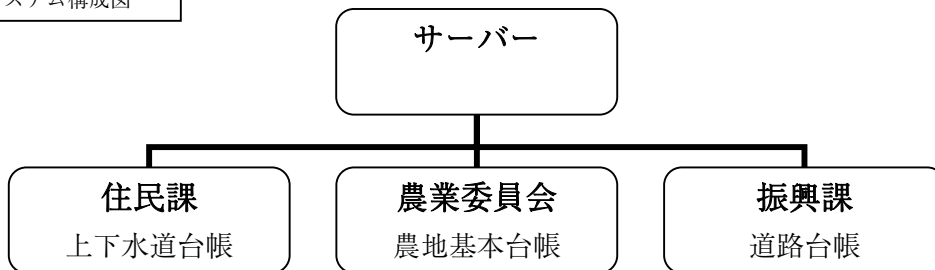 ステム構成図
サーバー
住民課
農業委員会
振興課
上下水道台帳
農地基本台帳
道路台帳